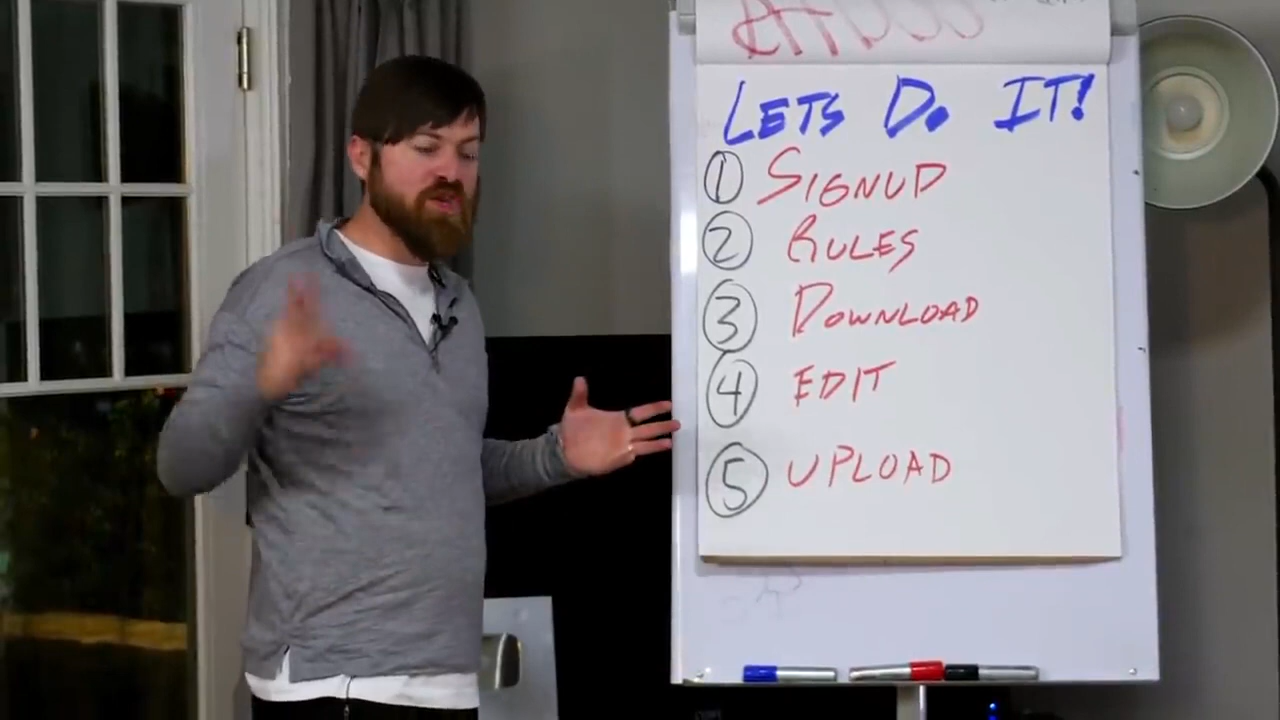 LETS DO IT!
1 SIGNUP
2 RULES
3 DOWNLOAD
4 EDIT
5 UPLOAD